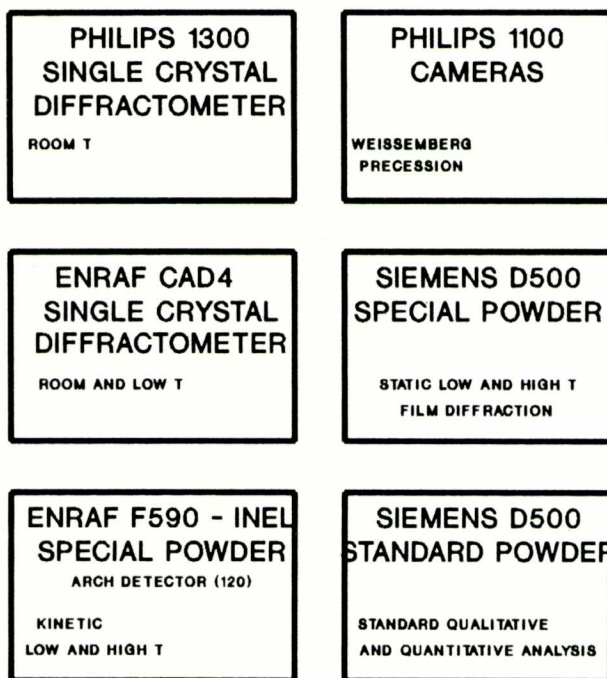 PHILIPS 1300
SINGLE CRYSTAL
DIFFRACTOMETER
ROOM T
PHILIPS 1100
CAMERAS
WEISSEMBERG
PRECESSION
ENRAF CAD4
SINGLE CRYSTAL
DIFFRACTOMETER
ROOM AND LOW T
SIEMENS D500
SPECIAL POWDER
STATIC LOW AND HIGH T
FILM DIFFRACTION
ENRAF F590 - INEL
SPECIAL POWDER
ARCH DETECTOR (120)
KINETIC
LOW AND HIGH T
SIEMENS D500
STANDARD POWDER
STANDARD QUALITATIVE
AND QUANTITATIVE ANALYSIS